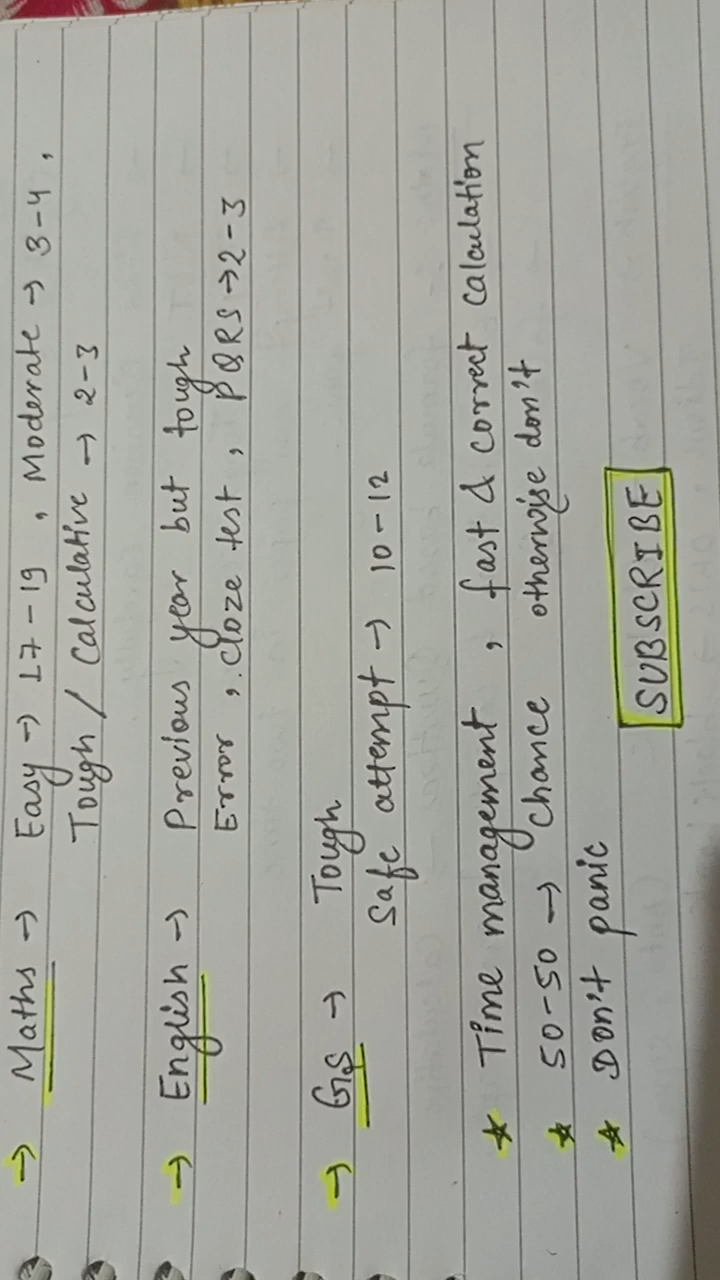 → Maths → Easy → 17-19 , Moderate → 3-4 ,
Tough / Calculative → 2-3
→ English → Previous year but tough
Error , cloze test , PQRS → 2-3
→ GS → Tough
Safe attempt → 10-12
★ Time management , fast & correct calculation
★ 50-50 → Chance otherwise don't
★ Don't panic
SUBSCRIBE